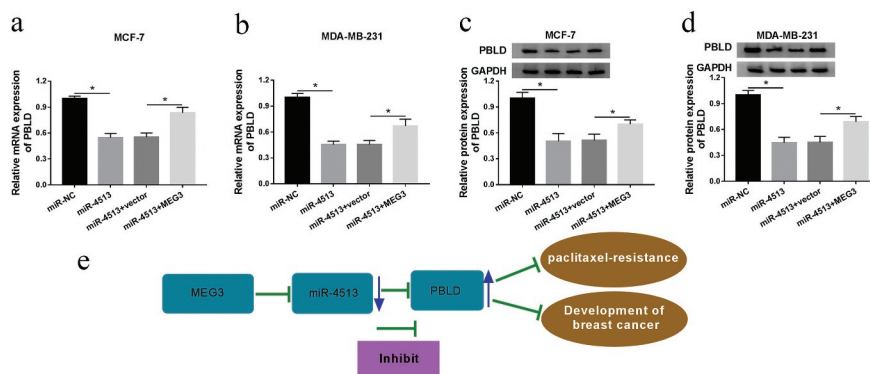 a
MCF-7
Relative mRNA expression
of PBLD
1.2
0.9
0.6
0.3
0.0
*
*
miR-NC
miR-4513
miR-4513+vector
miR-4513+MEG3
b
MDA-MB-231
Relative mRNA expression
of PBLD
1.2
0.9
0.6
0.3
0.0
*
*
miR-NC
miR-4513
miR-4513+vector
miR-4513+MEG3
c
MCF-7
PBLD
GAPDH
Relative protein expression
of PBLD
1.2
0.9
0.6
0.3
0.0
*
*
miR-NC
miR-4513
miR-4513+vector
miR-4513+MEG3
d
MDA-MB-231
PBLD
GAPDH
Relative protein expression
of PBLD
1.2
0.9
0.6
0.3
0.0
*
*
miR-NC
miR-4513
miR-4513+vector
miR-4513+MEG3
e
MEG3
miR-4513
PBLD
paclitaxel-resistance
Development of
breast cancer
Inhibit